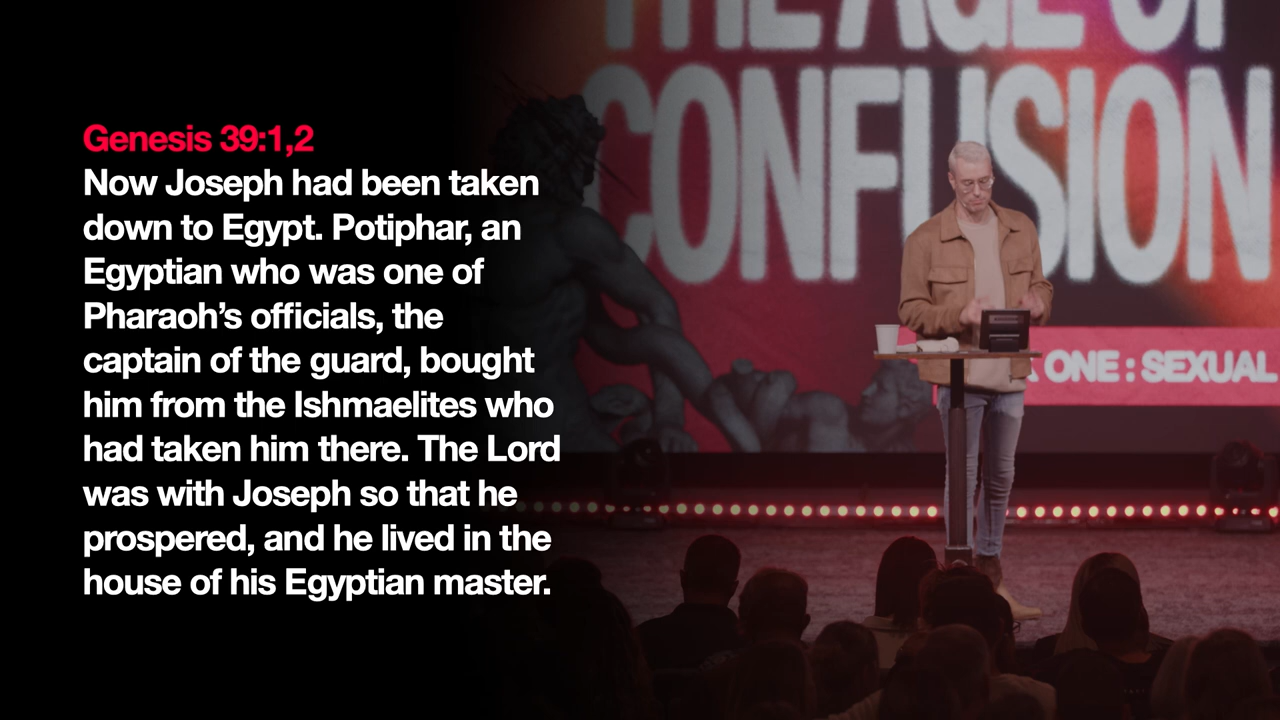 Genesis 39:1,2
Now Joseph had been taken
down to Egypt. Potiphar, an
Egyptian who was one of
Pharaoh’s officials, the
captain of the guard, bought
him from the Ishmaelites who
had taken him there. The Lord
was with Joseph so that he
prospered, and he lived in the
house of his Egyptian master.
THE AGE OF
CONFUSION
ONE : SEXUAL